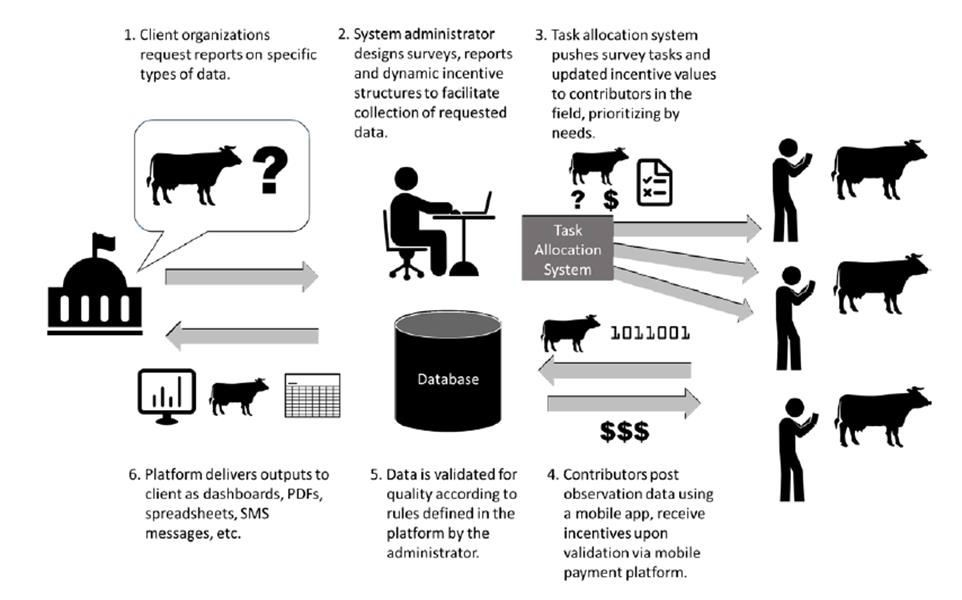 1. Client organizations
request reports on specific
types of data.
2. System administrator
designs surveys, reports
and dynamic incentive
structures to facilitate
collection of requested
data.
3. Task allocation system
pushes survey tasks and
updated incentive values
to contributors in the
field, prioritizing by
needs.
?
? $
Task
Allocation
System
1011001
Database
$$$
6. Platform delivers outputs to
client as dashboards, PDFs,
spreadsheets, SMS
messages, etc.
5. Data is validated for
quality according to
rules defined in the
platform by the
administrator.
4. Contributors post
observation data using
a mobile app, receive
incentives upon
validation via mobile
payment platform.